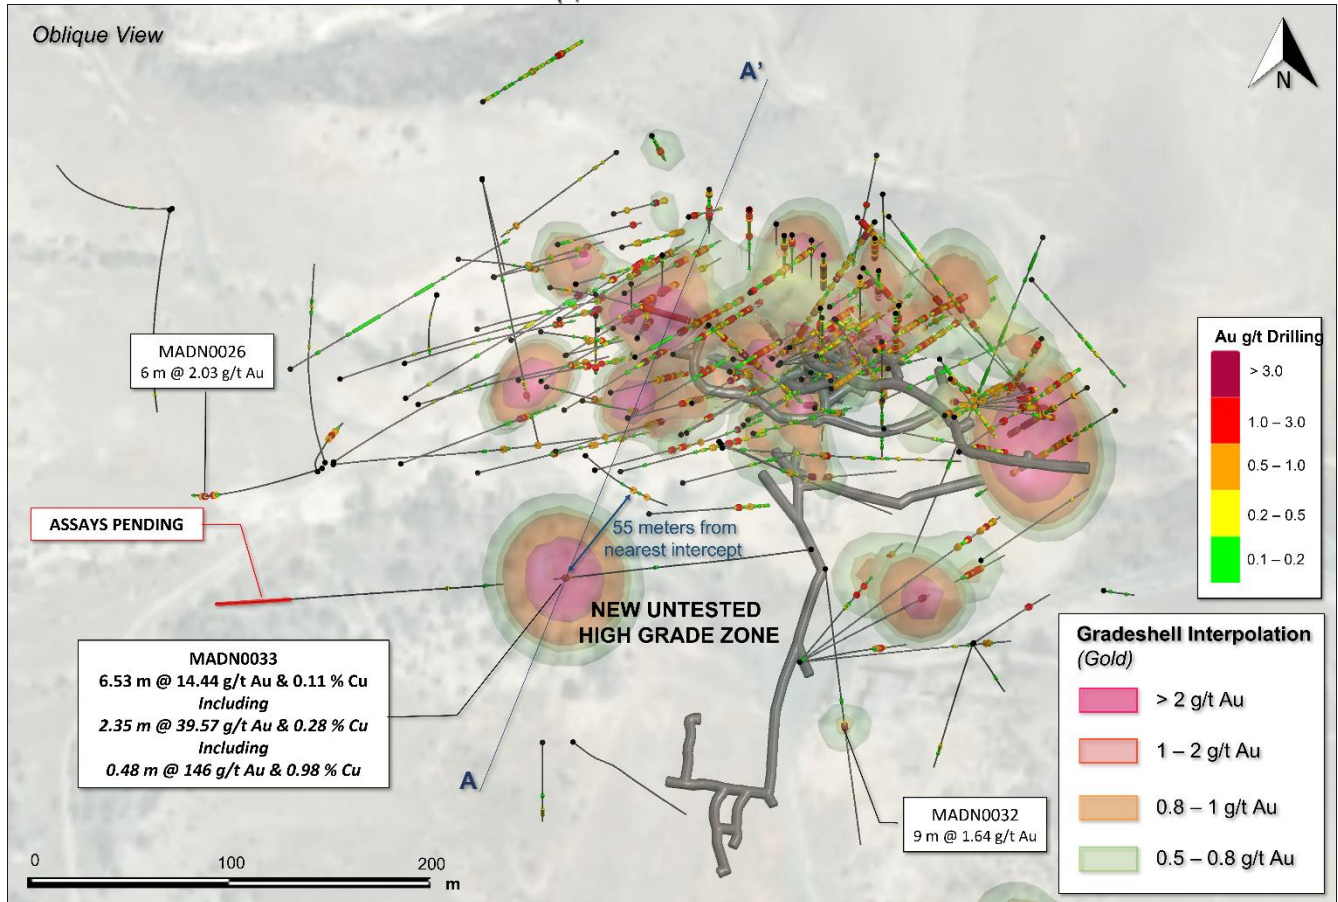 Oblique View
A'
N
MADN0026
6 m @ 2.03 g/t Au
Au g/t Drilling
> 3.0
1.0 – 3.0
0.5 – 1.0
0.2 – 0.5
0.1 – 0.2
ASSAYS PENDING
55 meters from
nearest intercept
NEW UNTESTED
HIGH GRADE ZONE
MADN0033
6.53 m @ 14.44 g/t Au & 0.11 % Cu
Including
2.35 m @ 39.57 g/t Au & 0.28 % Cu
Including
0.48 m @ 146 g/t Au & 0.98 % Cu
A
MADN0032
9 m @ 1.64 g/t Au
Gradeshell Interpolation
(Gold)
> 2 g/t Au
1 – 2 g/t Au
0.8 – 1 g/t Au
0.5 – 0.8 g/t Au
0 100 200
m